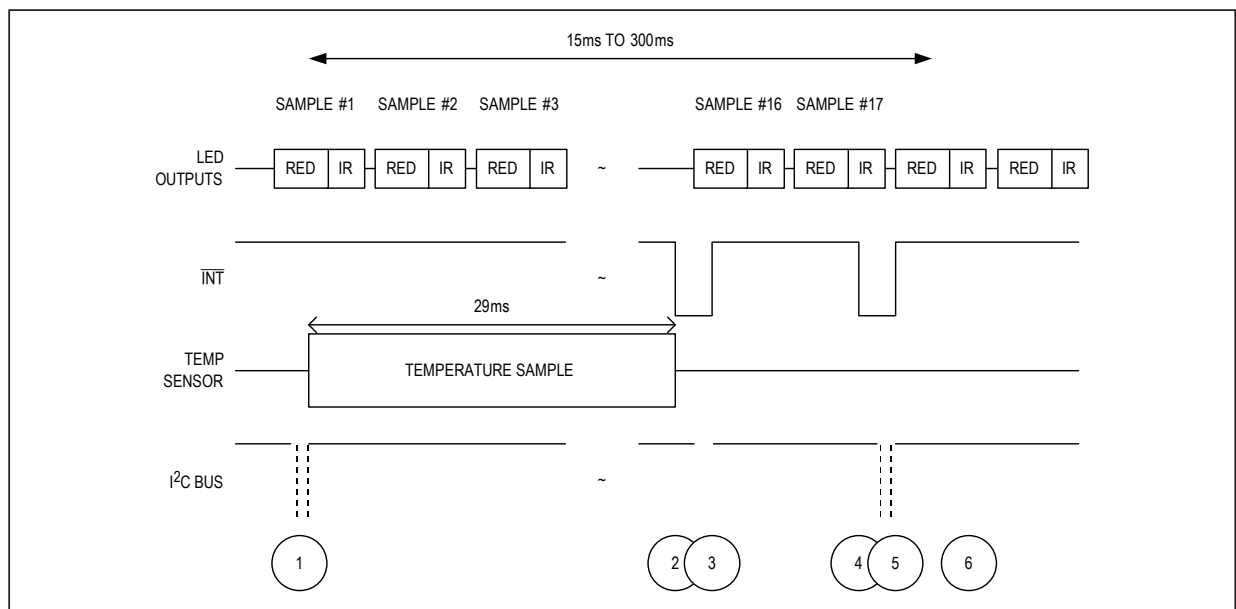 15ms TO 300ms
SAMPLE #1 SAMPLE #2 SAMPLE #3 SAMPLE #16 SAMPLE #17
LED
OUTPUTS
RED IR RED IR RED IR ~ RED IR RED IR RED IR RED IR
INT ~
29ms
TEMP
SENSOR
TEMPERATURE SAMPLE
I²C BUS ~
1 2 3 4 5 6